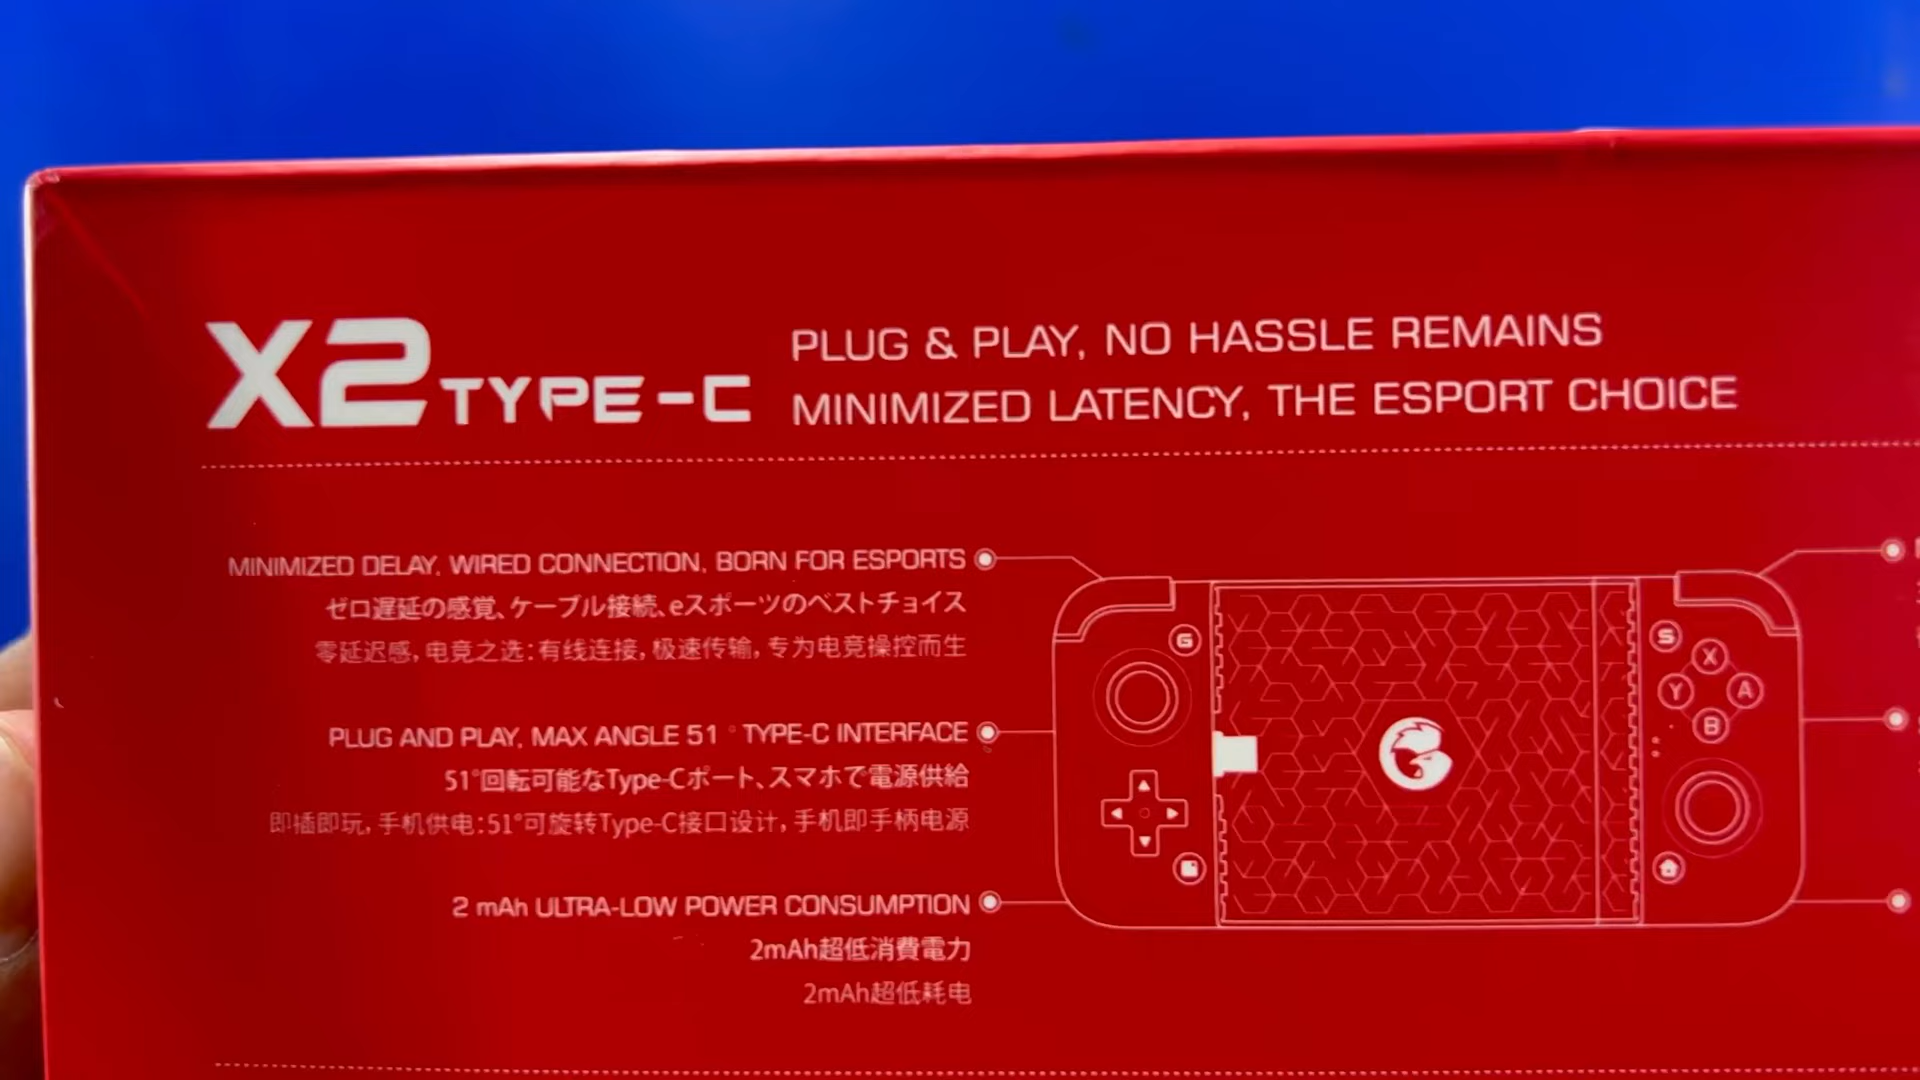 X2 TYPE-C
PLUG & PLAY, NO HASSLE REMAINS
MINIMIZED LATENCY, THE ESPORT CHOICE
MINIMIZED DELAY, WIRED CONNECTION, BORN FOR ESPORTS
ゼロ遅延の感覚、ケーブル接続、eスポーツのベストチョイス
零延迟感，电竞之选：有线连接，极速传输，专为电竞操控而生
PLUG AND PLAY, MAX ANGLE 51° TYPE-C INTERFACE
51°回転可能なType-Cポート、スマホで電源供給
即插即玩，手机供电：51°可旋转Type-C接口设计，手机即手柄电源
2 mAh ULTRA-LOW POWER CONSUMPTION
2mAh超低消費電力
2mAh超低耗电
G
S
X
Y
A
B